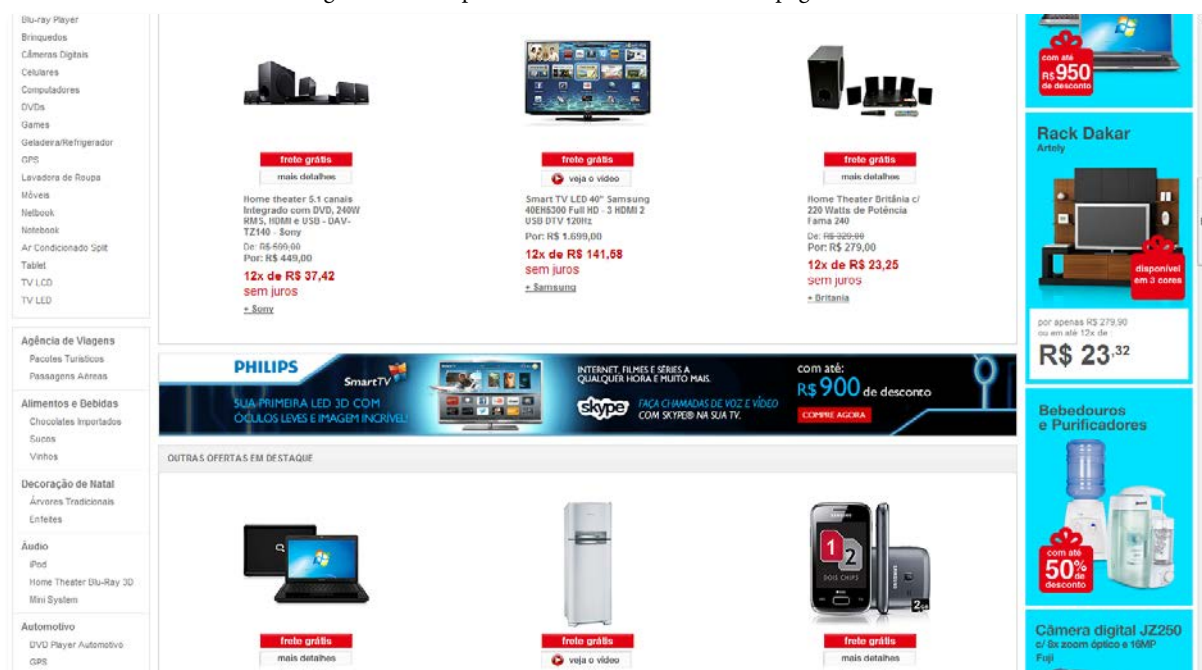 Blu-ray Player
Brinquedos
Câmeras Digitais
Celulares
Computadores
DVDs
Games
Geladeira/Refrigerador
GPS
Lavadora de Roupa
Móveis
Netbook
Notebook
Ar Condicionado Split
Tablet
TV LCD
TV LED
Agência de Viagens
Pacotes Turísticos
Passagens Aéreas
Alimentos e Bebidas
Chocolates Importados
Sucos
Vinhos
Decoração de Natal
Árvores Tradicionais
Enfeites
Áudio
iPod
Home Theater Blu-Ray 3D
Mini System
Automotivo
DVD Player Automotivo
GPS
frete grátis
mais detalhes
Home theater 5.1 canais
Integrado com DVD, 240W
RMS, HDMI e USB - DAV-
TZ140 - Sony
De: R$ 599,00
Por: R$ 449,00
12x de R$ 37,42
sem juros
+ Sony
frete grátis
veja o vídeo
Smart TV LED 40" Samsung
40EH5300 Full HD - 3 HDMI 2
USB DTV 120Hz
Por: R$ 1.699,00
12x de R$ 141,58
sem juros
+ Samsung
frete grátis
mais detalhes
Home Theater Britânia c/
220 Watts de Potência
Fama 240
De: R$ 329,00
Por: R$ 279,00
12x de R$ 23,25
sem juros
+ Britania
PHILIPS
SmartTV
SUA PRIMEIRA LED 3D COM
ÓCULOS LEVES E IMAGEM INCRÍVEL!
INTERNET, FILMES E SÉRIES A
QUALQUER HORA E MUITO MAIS.
skype
FAÇA CHAMADAS DE VOZ E VÍDEO
COM SKYPE® NA SUA TV.
com até:
R$ 900 de desconto
COMPRE AGORA
OUTRAS OFERTAS EM DESTAQUE
frete grátis
mais detalhes
frete grátis
veja o vídeo
1
2
DOIS CHIPS
SAMSUNG
2GB
frete grátis
mais detalhes
com até
R$ 950
de desconto
Rack Dakar
Artely
disponível
em 3 cores
por apenas R$ 279,90
ou em até 12x de :
R$ 23,32
Bebedouros
e Purificadores
com até
50% de
desconto
Câmera digital JZ250
c/ 8x zoom óptico e 16MP
Fuji